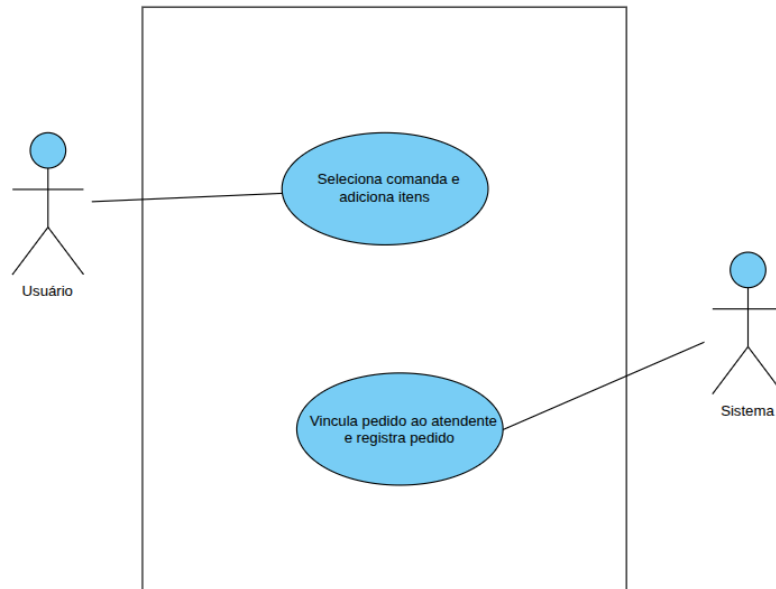 Seleciona comanda e
adiciona itens
Usuário
Vincula pedido ao atendente
e registra pedido
Sistema